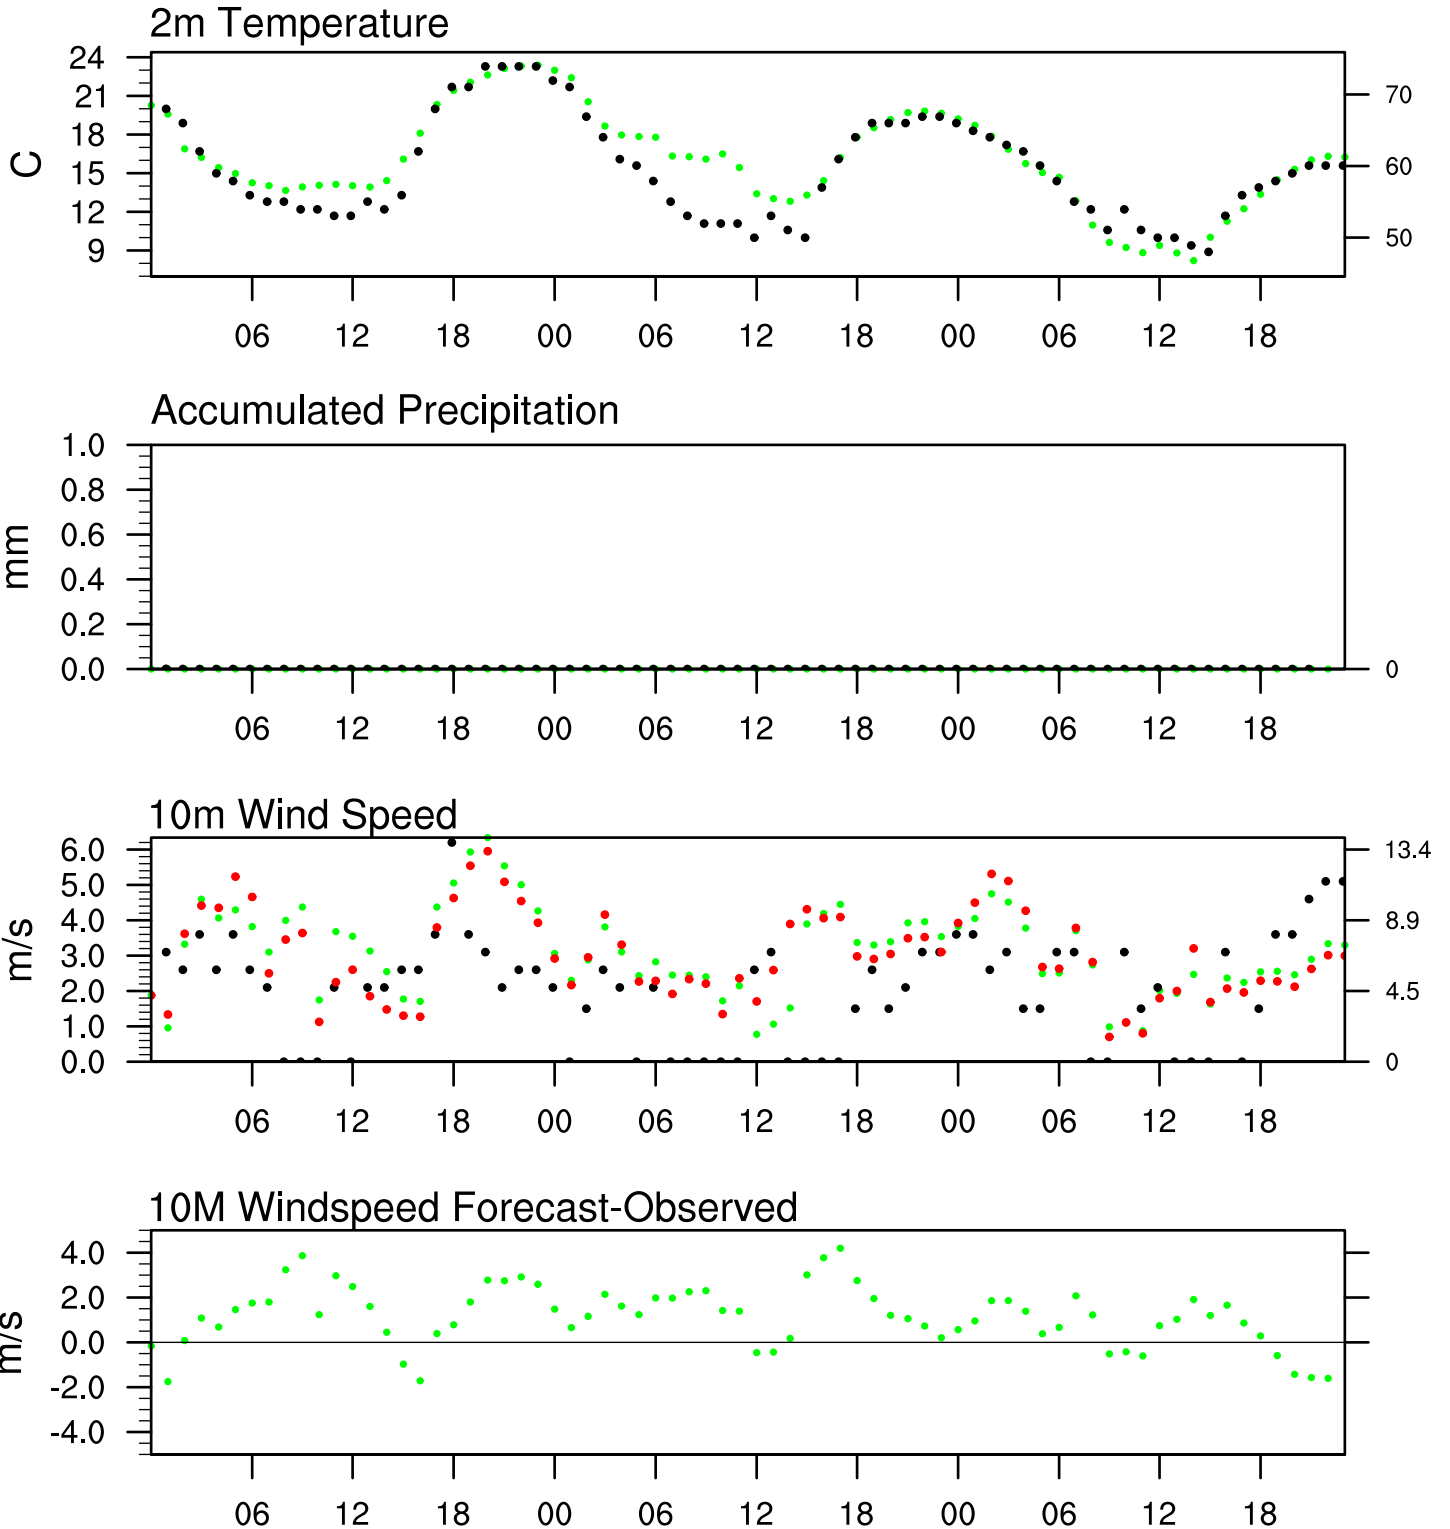 2m Temperature
24
21
18
15
12
9
C
70
60
50
06 12 18 00 06 12 18 00 06 12 18
Accumulated Precipitation
1.0
0.8
0.6
0.4
0.2
0.0
mm
0
06 12 18 00 06 12 18 00 06 12 18
10m Wind Speed
6.0
5.0
4.0
3.0
2.0
1.0
0.0
m/s
13.4
8.9
4.5
0
06 12 18 00 06 12 18 00 06 12 18
10M Windspeed Forecast-Observed
4.0
2.0
0.0
-2.0
-4.0
m/s
06 12 18 00 06 12 18 00 06 12 18